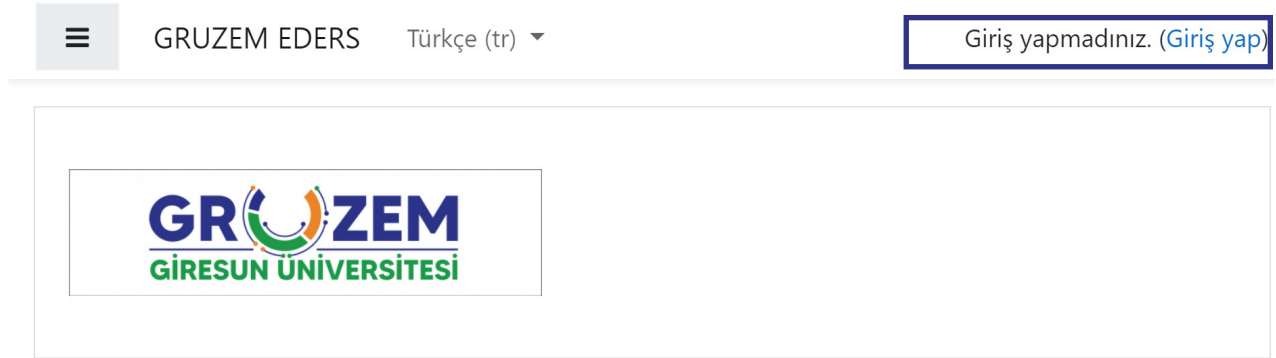 GRUZEM EDERS Türkçe (tr) Giriş yapmadınız. (Giriş yap)
GRUZEM
GİRESUN ÜNİVERSİTESİ